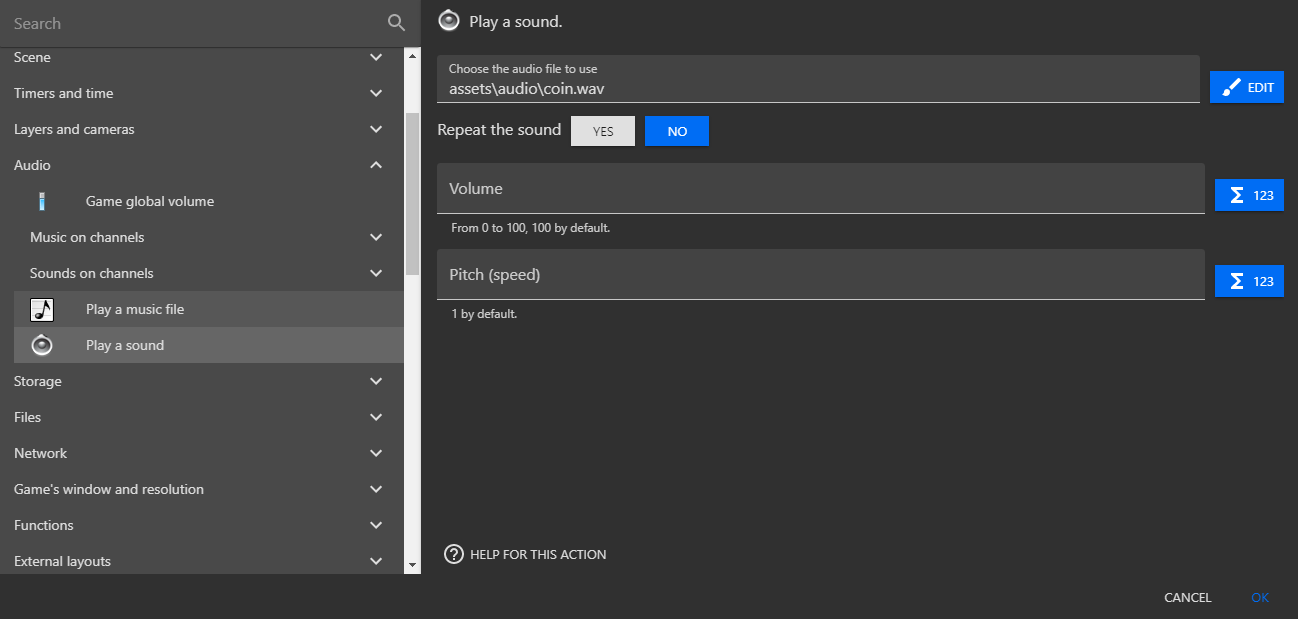 Search
Scene
Timers and time
Layers and cameras
Audio
Game global volume
Music on channels
Sounds on channels
Play a music file
Play a sound
Storage
Files
Network
Game's window and resolution
Functions
External layouts
Play a sound.
Choose the audio file to use
assets\audio\coin.wav
EDIT
Repeat the sound YES NO
Volume
Σ 123
From 0 to 100, 100 by default.
Pitch (speed)
Σ 123
1 by default.
? HELP FOR THIS ACTION
CANCEL OK